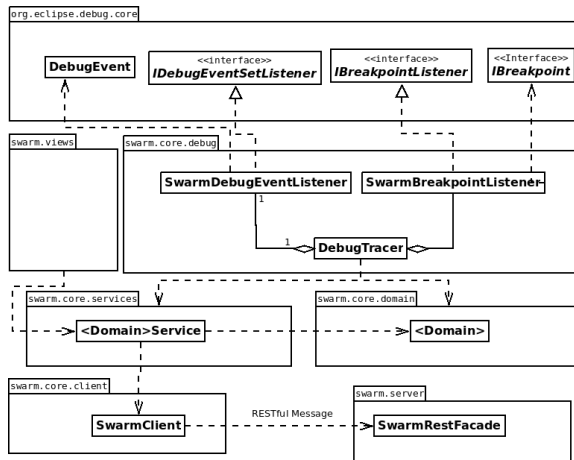 org.eclipse.debug.core
DebugEvent
<<interface>>
IDebugEventSetListener
<<interface>>
IBreakpointListener
<<Interface>>
IBreakpoint
swarm.views
swarm.core.debug
SwarmDebugEventListener
SwarmBreakpointListener
1
1
DebugTracer
swarm.core.services
<Domain>Service
swarm.core.domain
<Domain>
swarm.core.client
SwarmClient
RESTful Message
swarm.server
SwarmRestFacade